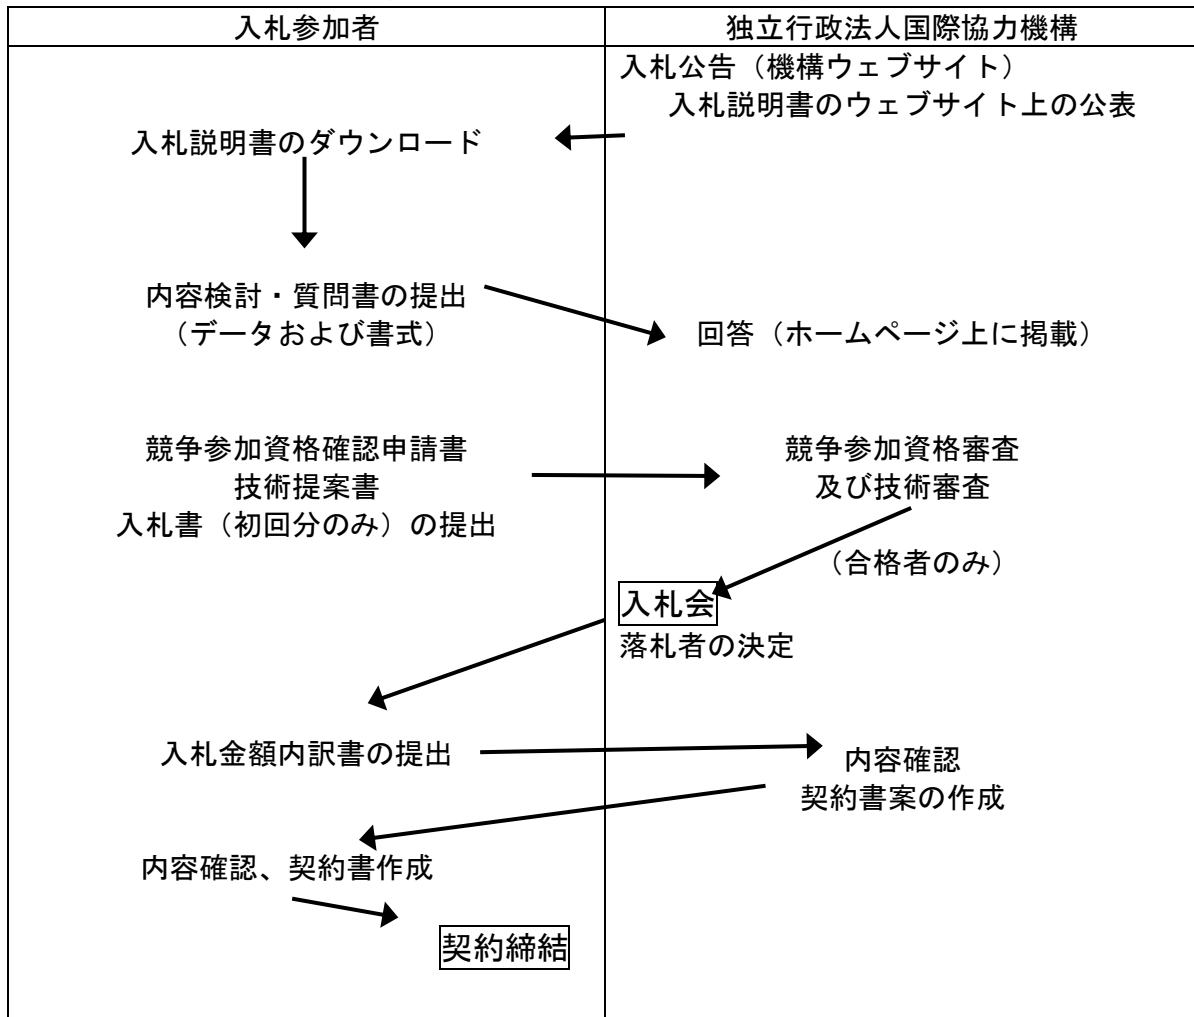 入札参加者
独立行政法人国際協力機構
入札公告（機構ウェブサイト）
入札説明書のウェブサイト上の公表
入札説明書のダウンロード
内容検討・質問書の提出
（データおよび書式）
回答（ホームページ上に掲載）
競争参加資格確認申請書
技術提案書
入札書（初回分のみ）の提出
競争参加資格審査
及び技術審査
（合格者のみ）
入札会
落札者の決定
入札金額内訳書の提出
内容確認
契約書案の作成
内容確認、契約書作成
契約締結